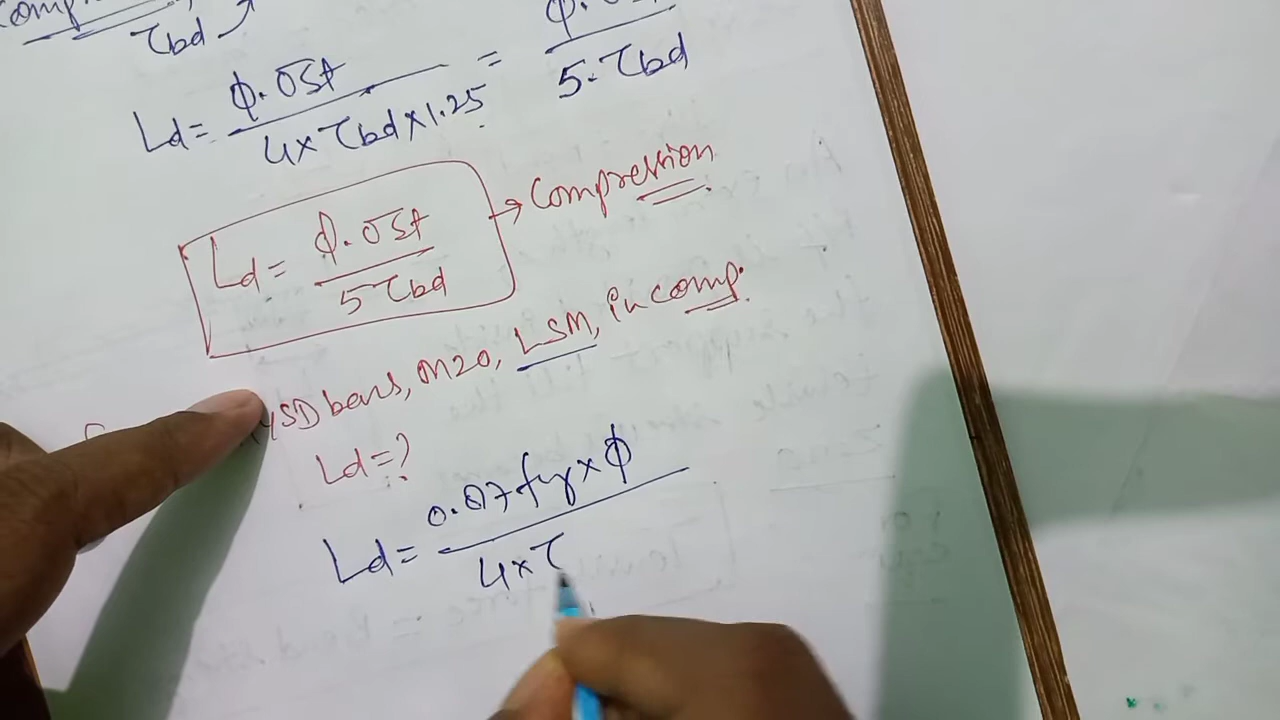 τbd
Ld = φ.σst / 4×τbd×1.25 = φ.σst / 5.τbd
Ld = φ.σst / 5τbd → Compression
YSD bars, M20, LSM, in comp.
Ld = ?
Ld = 0.87fy×φ / 4×τ